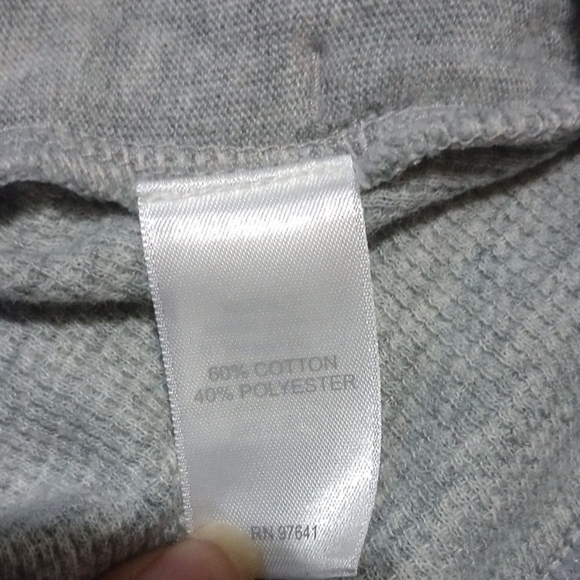 60% COTTON
40% POLYESTER
RN 97641